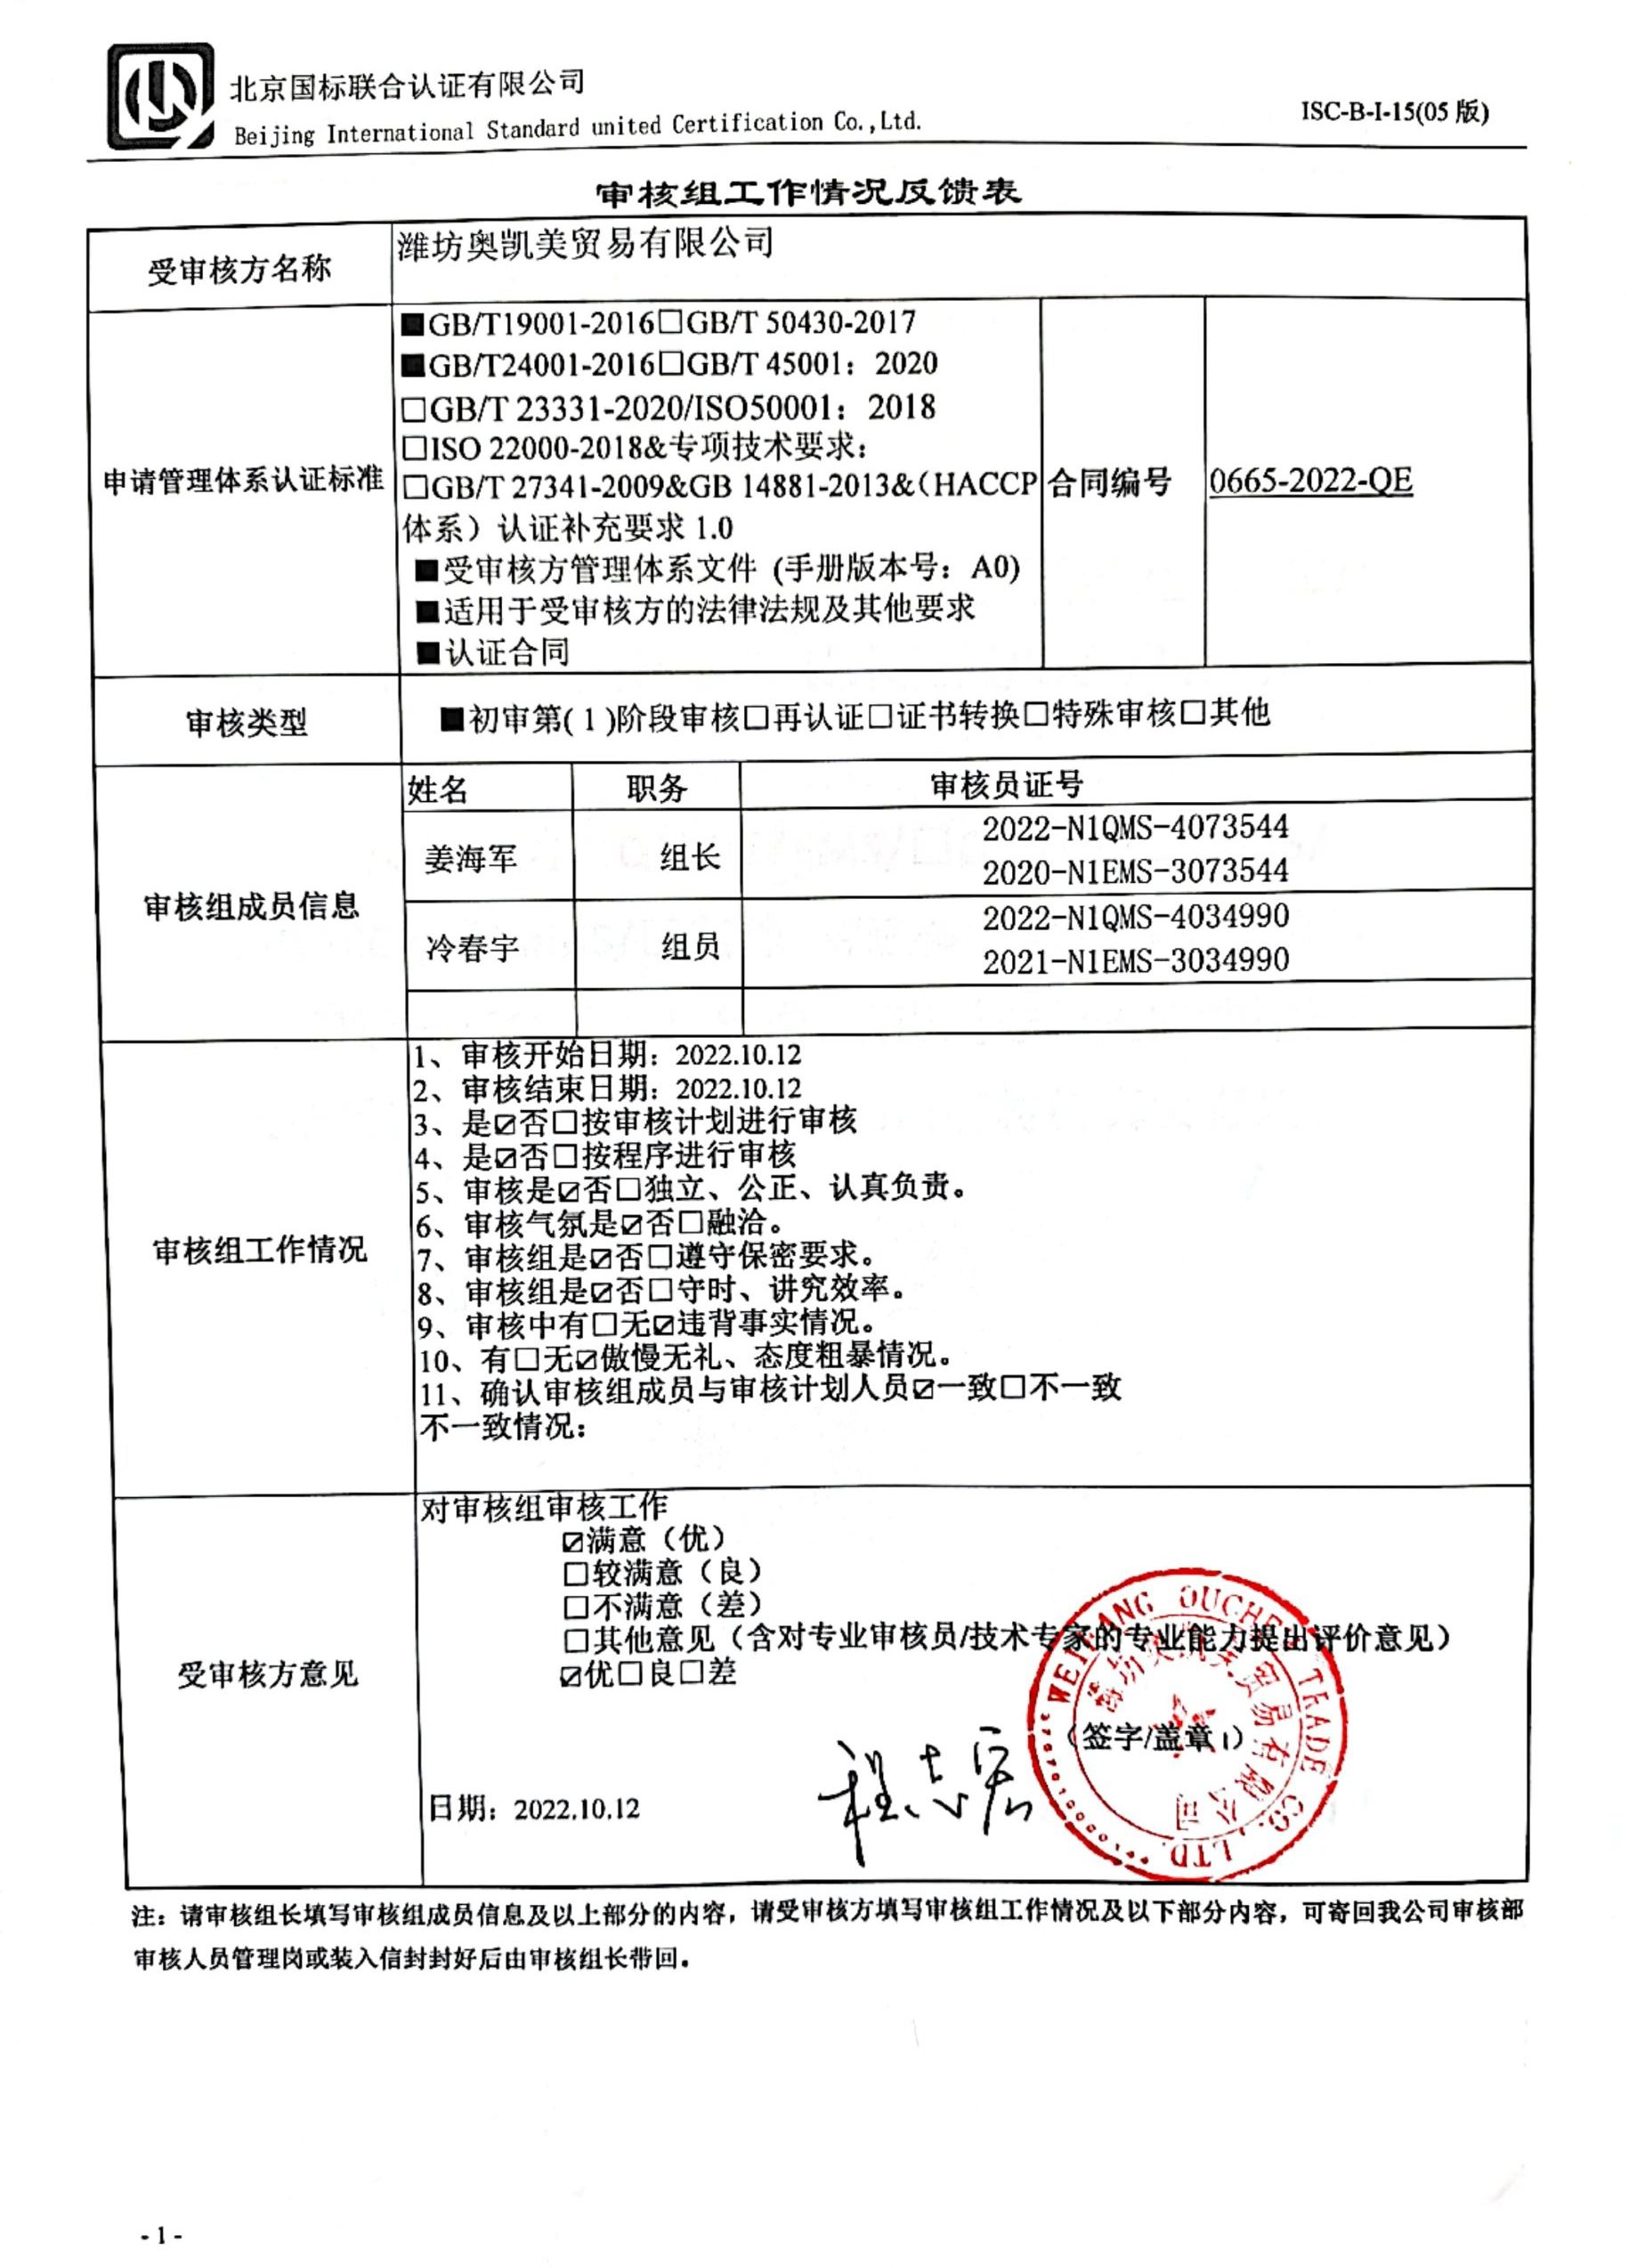 北京国标联合认证有限公司
Beijing International Standard united Certification Co.,Ltd.
ISC-B-I-15(05 版)
审核组工作情况反馈表
受审核方名称
潍坊奥凯美贸易有限公司
申请管理体系认证标准
■GB/T19001-2016□GB/T 50430-2017
■GB/T24001-2016□GB/T 45001：2020
□GB/T 23331-2020/ISO50001：2018
□ISO 22000-2018&专项技术要求:
□GB/T 27341-2009&GB 14881-2013&（HACCP
体系）认证补充要求 1.0
■受审核方管理体系文件 (手册版本号：A0)
■适用于受审核方的法律法规及其他要求
■认证合同
合同编号
0665-2022-QE
审核类型
■初审第( 1 )阶段审核□再认证□证书转换□特殊审核□其他
审核组成员信息
姓名 职务 审核员证号
姜海军 组长
2022-N1QMS-4073544
2020-N1EMS-3073544
冷春宇 组员
2022-N1QMS-4034990
2021-N1EMS-3034990
审核组工作情况
1、审核开始日期：2022.10.12
2、审核结束日期：2022.10.12
3、是☑否□按审核计划进行审核
4、是☑否□按程序进行审核
5、审核是☑否□独立、公正、认真负责。
6、审核气氛是☑否□融洽。
7、审核组是☑否□遵守保密要求。
8、审核组是☑否□守时、讲究效率。
9、审核中有□无☑违背事实情况。
10、有□无☑傲慢无礼、态度粗暴情况。
11、确认审核组成员与审核计划人员☑一致□不一致
不一致情况：
受审核方意见
对审核组审核工作
☑满意（优）
□较满意（良）
□不满意（差）
□其他意见（含对专业审核员/技术专家的专业能力提出评价意见）
☑优□良□差
（签字/盖章）
程志宏
日期：2022.10.12
注：请审核组长填写审核组成员信息及以上部分的内容，请受审核方填写审核组工作情况及以下部分内容，可寄回我公司审核部
审核人员管理岗或装入信封封好后由审核组长带回。
- 1 -